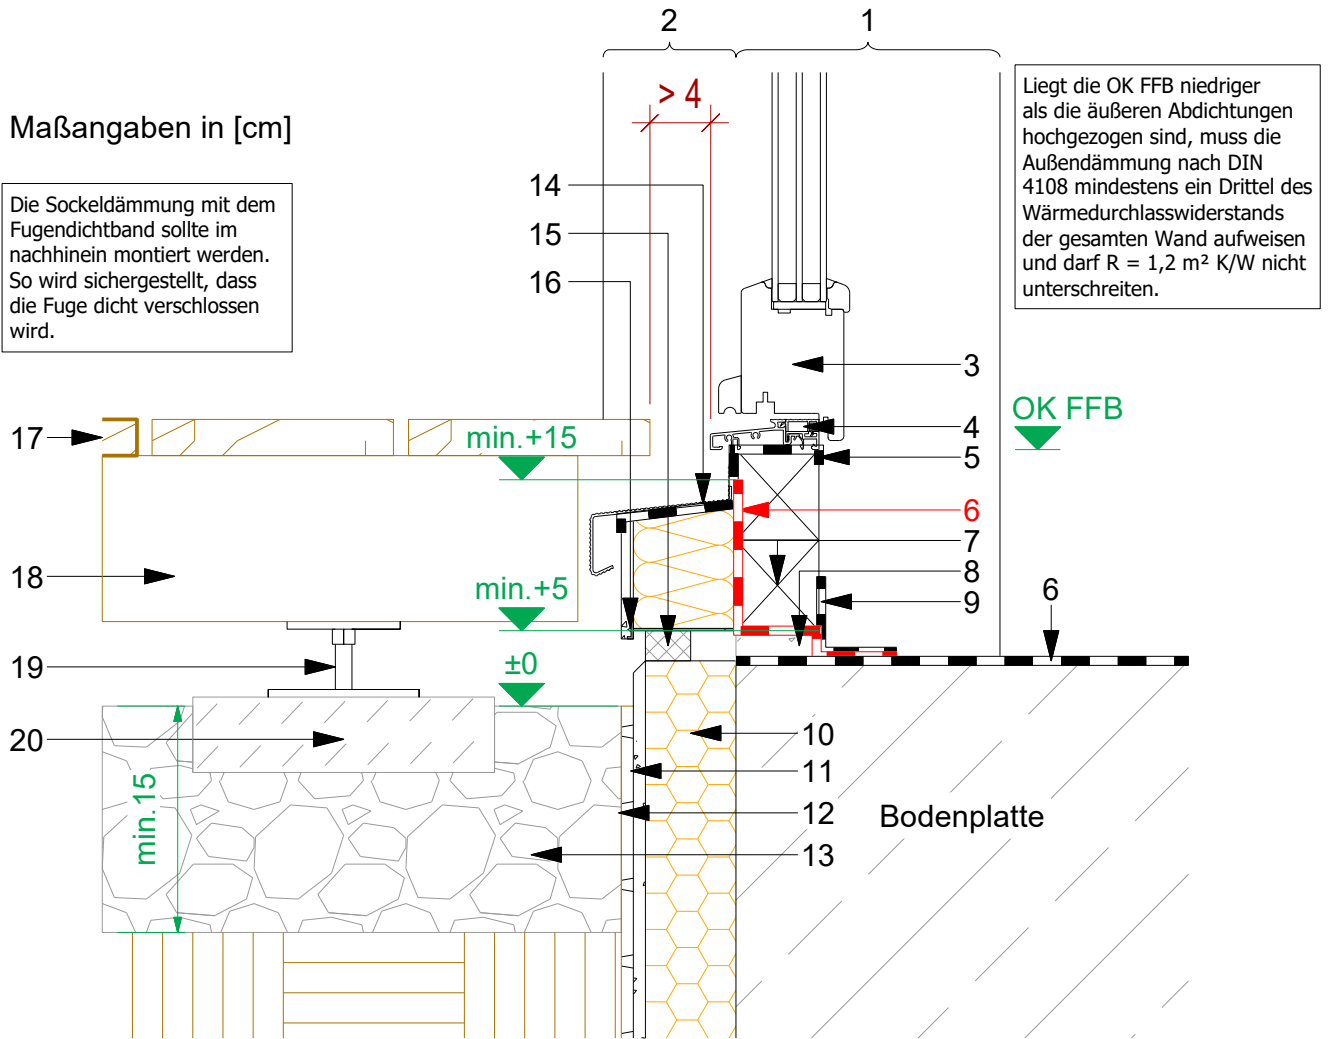 2
1
> 4
Maßangaben in [cm]
Die Sockeldämmung mit dem
Fugendichtband sollte im
nachhinein montiert werden.
So wird sichergestellt, dass
die Fuge dicht verschlossen
wird.
Liegt die OK FFB niedriger
als die äußeren Abdichtungen
hochgezogen sind, muss die
Außendämmung nach DIN
4108 mindestens ein Drittel des
Wärmedurchlasswiderstands
der gesamten Wand aufweisen
und darf R = 1,2 m² K/W nicht
unterschreiten.
14
15
16
3
OK FFB
4
17
min.+15
5
6
7
8
18
min.+5
9
6
19
±0
10
20
11
min. 15
12
Bodenplatte
13